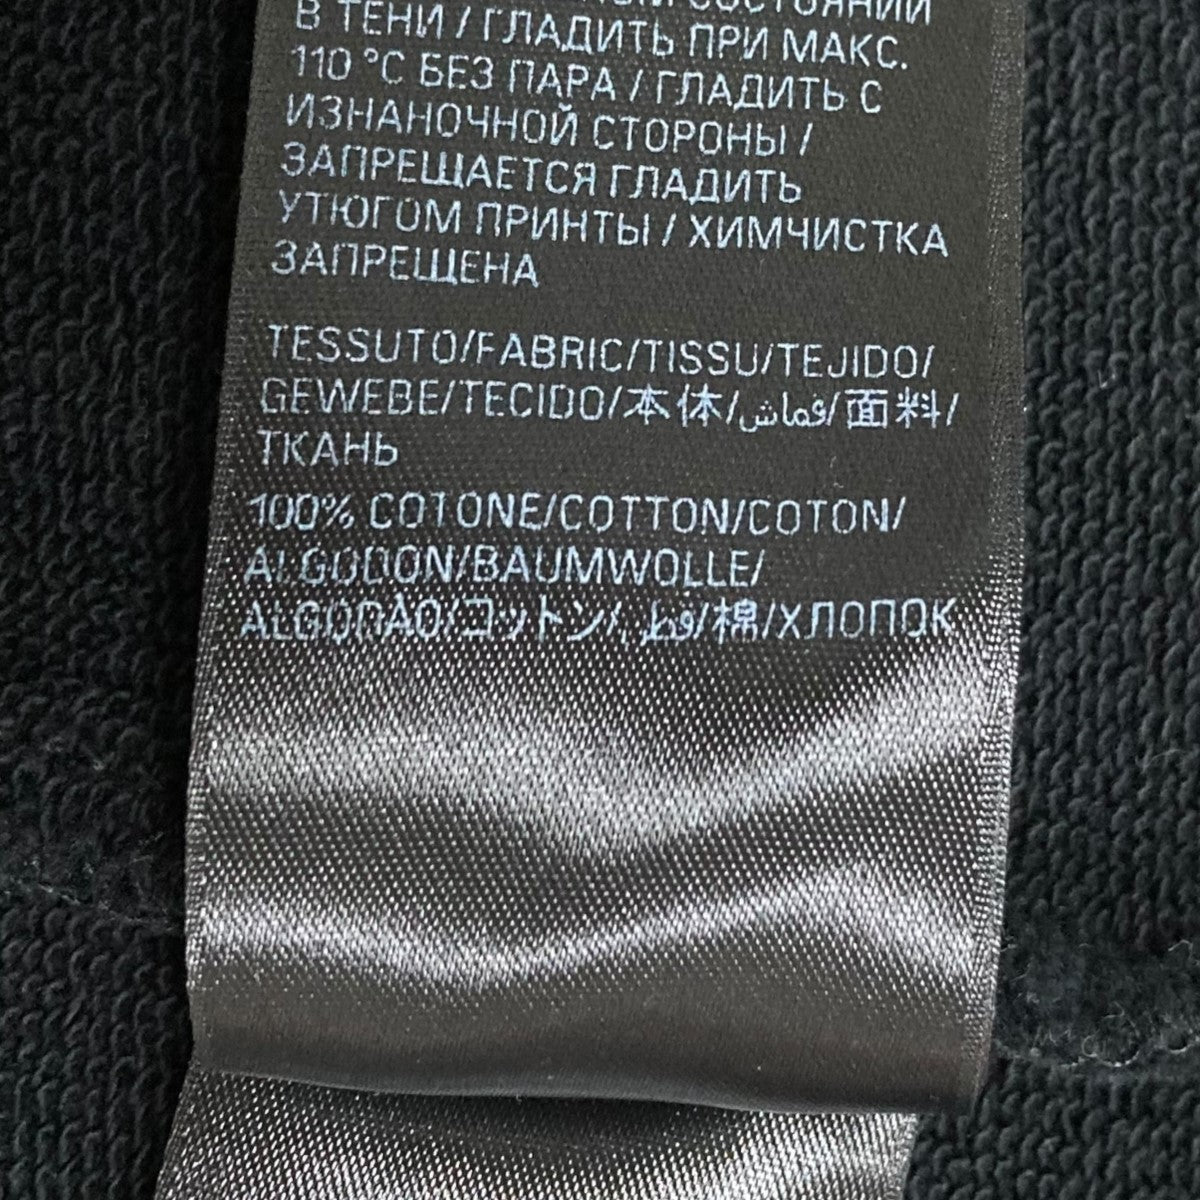 СОСТОЯНИИ
В ТЕНИ / ГЛАДИТЬ ПРИ МАКС.
110 °C БЕЗ ПАРА / ГЛАДИТЬ С
ИЗНАНОЧНОЙ СТОРОНЫ /
ЗАПРЕЩАЕТСЯ ГЛАДИТЬ
УТЮГОМ ПРИНТЫ / ХИМЧИСТКА
ЗАПРЕЩЕНА
TESSUTO/FABRIC/TISSU/TEJIDO/
GEWEBE/TECIDO/本体/قماش/面料/
ТКАНЬ
100% COTONE/COTTON/COTON/
ALGODON/BAUMWOLLE/
ALGODÃO/コットン/قطن/棉/ХЛОПОК